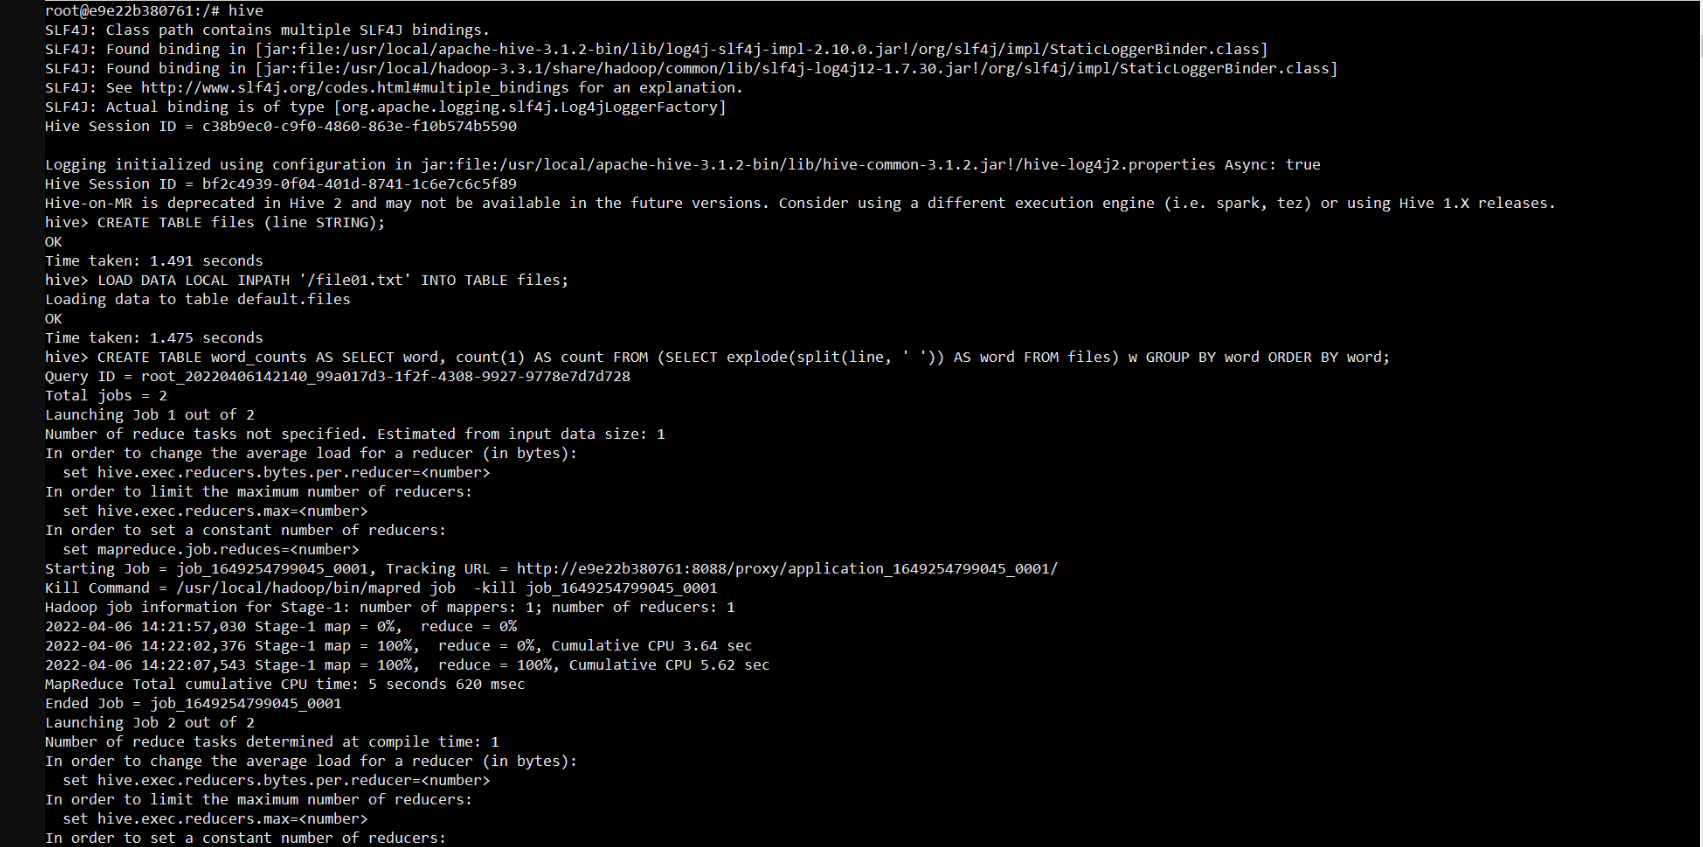 root@e9e22b380761:/# hive
SLF4J: Class path contains multiple SLF4J bindings.
SLF4J: Found binding in [jar:file:/usr/local/apache-hive-3.1.2-bin/lib/log4j-slf4j-impl-2.10.0.jar!/org/slf4j/impl/StaticLoggerBinder.class]
SLF4J: Found binding in [jar:file:/usr/local/hadoop-3.3.1/share/hadoop/common/lib/slf4j-log4j12-1.7.30.jar!/org/slf4j/impl/StaticLoggerBinder.class]
SLF4J: See http://www.slf4j.org/codes.html#multiple_bindings for an explanation.
SLF4J: Actual binding is of type [org.apache.logging.slf4j.Log4jLoggerFactory]
Hive Session ID = c38b9ec0-c9f0-4860-863e-f10b574b5590
Logging initialized using configuration in jar:file:/usr/local/apache-hive-3.1.2-bin/lib/hive-common-3.1.2.jar!/hive-log4j2.properties Async: true
Hive Session ID = bf2c4939-0f04-401d-8741-1c6e7c6c5f89
Hive-on-MR is deprecated in Hive 2 and may not be available in the future versions. Consider using a different execution engine (i.e. spark, tez) or using Hive 1.X releases.
hive> CREATE TABLE files (line STRING);
OK
Time taken: 1.491 seconds
hive> LOAD DATA LOCAL INPATH '/file01.txt' INTO TABLE files;
Loading data to table default.files
OK
Time taken: 1.475 seconds
hive> CREATE TABLE word_counts AS SELECT word, count(1) AS count FROM (SELECT explode(split(line, ' ')) AS word FROM files) w GROUP BY word ORDER BY word;
Query ID = root_20220406142140_99a017d3-1f2f-4308-9927-9778e7d7d728
Total jobs = 2
Launching Job 1 out of 2
Number of reduce tasks not specified. Estimated from input data size: 1
In order to change the average load for a reducer (in bytes):
  set hive.exec.reducers.bytes.per.reducer=<number>
In order to limit the maximum number of reducers:
  set hive.exec.reducers.max=<number>
In order to set a constant number of reducers:
  set mapreduce.job.reduces=<number>
Starting Job = job_1649254799045_0001, Tracking URL = http://e9e22b380761:8088/proxy/application_1649254799045_0001/
Kill Command = /usr/local/hadoop/bin/mapred job  -kill job_1649254799045_0001
Hadoop job information for Stage-1: number of mappers: 1; number of reducers: 1
2022-04-06 14:21:57,030 Stage-1 map = 0%,  reduce = 0%
2022-04-06 14:22:02,376 Stage-1 map = 100%,  reduce = 0%, Cumulative CPU 3.64 sec
2022-04-06 14:22:07,543 Stage-1 map = 100%,  reduce = 100%, Cumulative CPU 5.62 sec
MapReduce Total cumulative CPU time: 5 seconds 620 msec
Ended Job = job_1649254799045_0001
Launching Job 2 out of 2
Number of reduce tasks determined at compile time: 1
In order to change the average load for a reducer (in bytes):
  set hive.exec.reducers.bytes.per.reducer=<number>
In order to limit the maximum number of reducers:
  set hive.exec.reducers.max=<number>
In order to set a constant number of reducers: